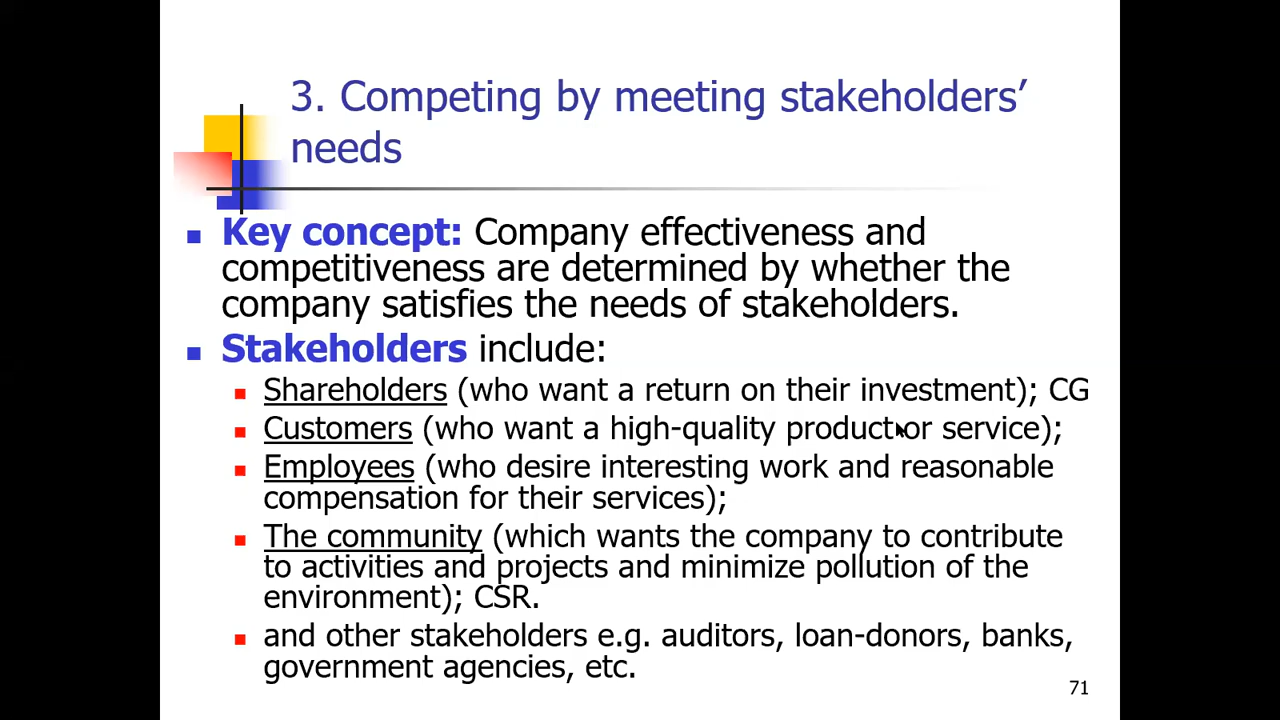 3. Competing by meeting stakeholders’
needs
Key concept: Company effectiveness and
competitiveness are determined by whether the
company satisfies the needs of stakeholders.
Stakeholders include:
Shareholders (who want a return on their investment); CG
Customers (who want a high-quality product or service);
Employees (who desire interesting work and reasonable
compensation for their services);
The community (which wants the company to contribute
to activities and projects and minimize pollution of the
environment); CSR.
and other stakeholders e.g. auditors, loan-donors, banks,
government agencies, etc.
71